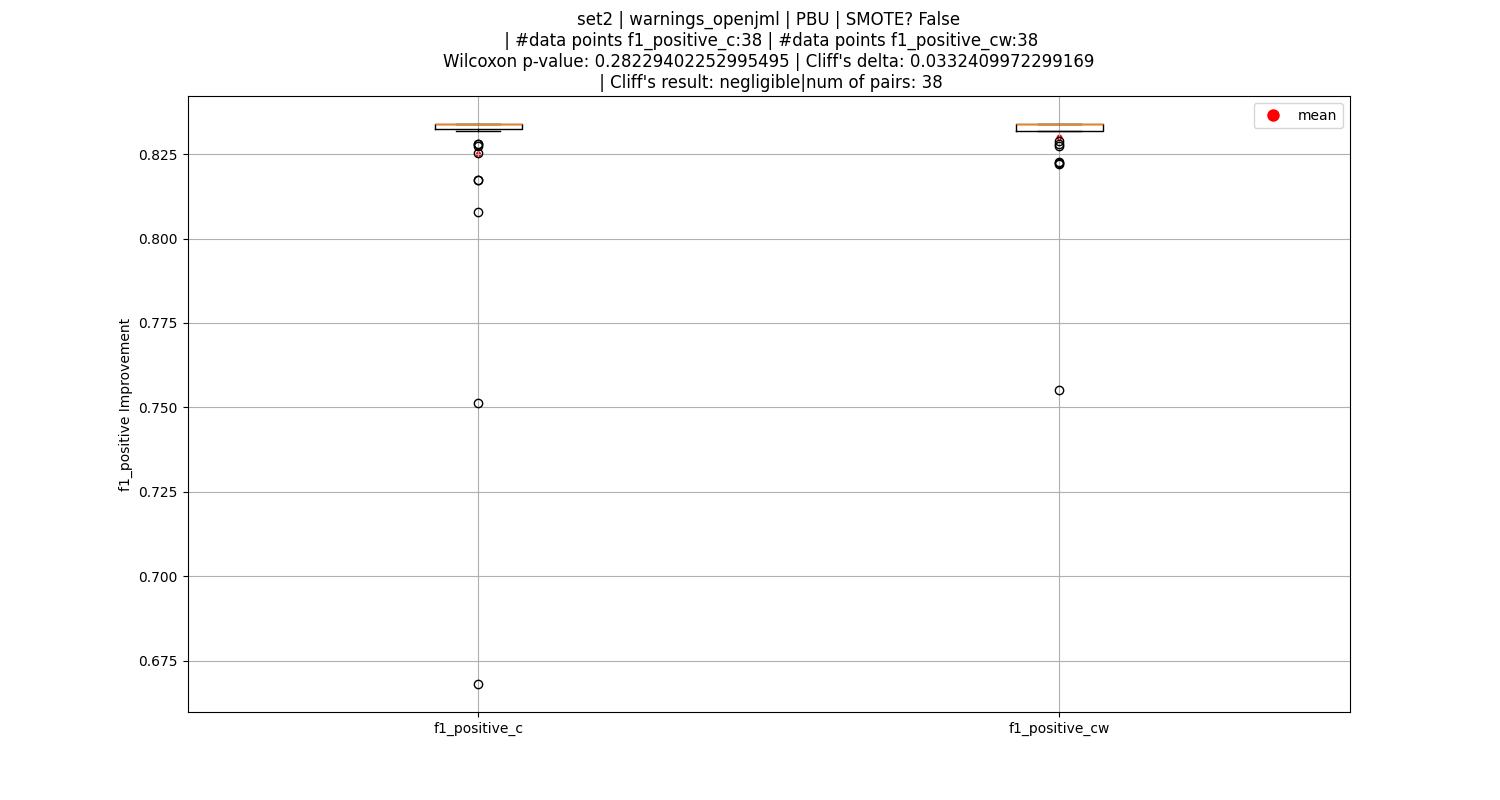 set2 | warnings_openjml | PBU | SMOTE? False
| #data points f1_positive_c:38 | #data points f1_positive_cw:38
Wilcoxon p-value: 0.28229402252995495 | Cliff's delta: 0.0332409972299169
| Cliff's result: negligible|num of pairs: 38
mean
0.825
0.800
0.775
0.750
0.725
0.700
0.675
f1_positive Improvement
f1_positive_c
f1_positive_cw